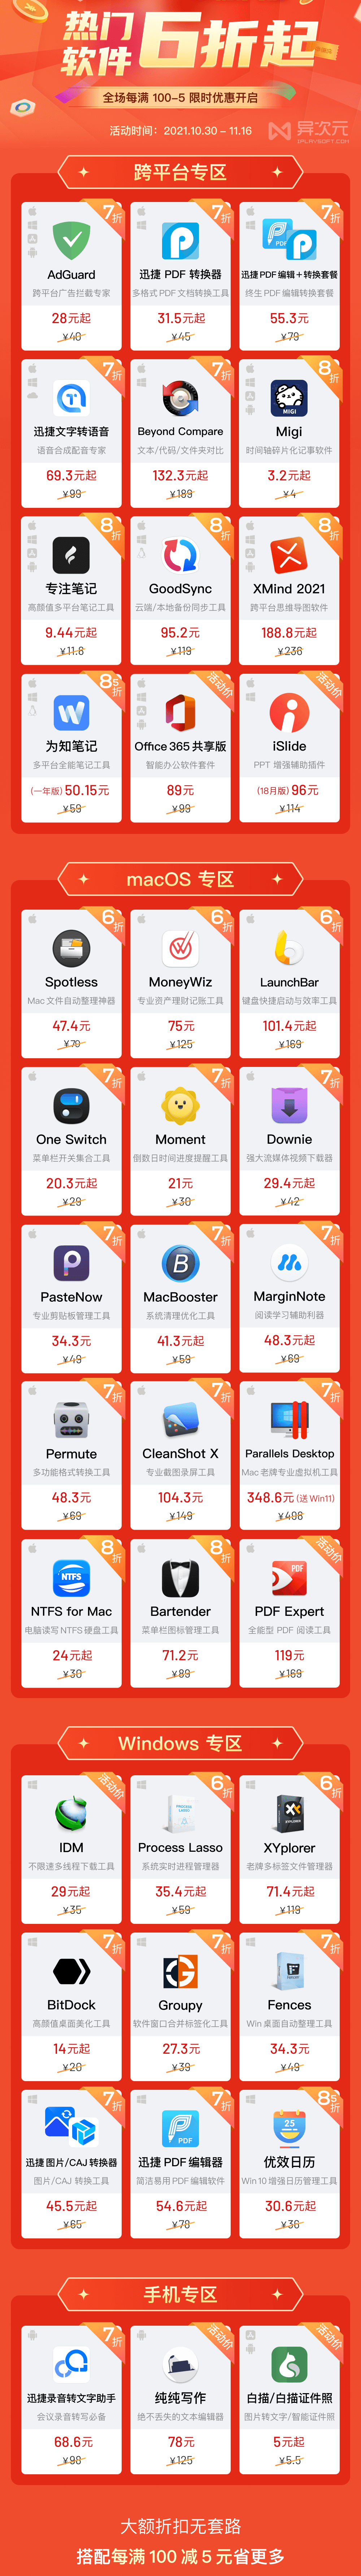 热门
软件
6折起
全场每满 100-5 限时优惠开启
活动时间：2021.10.30 – 11.16
异次元
IPLAYSOFT.COM
跨平台专区
7折
AdGuard
跨平台广告拦截专家
28元起
¥40
7折
迅捷 PDF 转换器
多格式 PDF 文档转换工具
31.5元起
¥45
7折
迅捷 PDF 编辑+转换套餐
终生 PDF 编辑转换套餐
55.3元
¥79
7折
迅捷文字转语音
语音合成配音专家
69.3元起
¥99
7折
Beyond Compare
文本/代码/文件夹对比
132.3元起
¥189
8折
MIGI
Migi
时间轴碎片化记事软件
3.2元起
¥4
8折
专注笔记
高颜值多平台笔记工具
9.44元起
¥11.8
8折
GoodSync
云端/本地备份同步工具
95.2元
¥119
8折
XMind 2021
跨平台思维导图软件
188.8元起
¥236
85折
为知笔记
多平台全能笔记工具
(一年版) 50.15元
¥59
活动价
Office 365 共享版
智能办公软件套件
89元
¥99
活动价
iSlide
PPT 增强辅助插件
(18月版) 96元
¥114
macOS 专区
6折
Spotless
Mac 文件自动整理神器
47.4元
¥79
6折
MoneyWiz
专业资产理财记账工具
75元
¥125
6折
LaunchBar
键盘快捷启动与效率工具
101.4元起
¥169
7折
One Switch
菜单栏开关集合工具
20.3元起
¥29
7折
Moment
倒数日时间进度提醒工具
21元
¥30
7折
Downie
强大流媒体视频下载器
29.4元起
¥42
7折
PasteNow
专业剪贴板管理工具
34.3元
¥49
7折
MacBooster
系统清理优化工具
41.3元起
¥59
7折
MarginNote
阅读学习辅助利器
48.3元起
¥69
7折
Permute
多功能格式转换工具
48.3元
¥69
7折
CleanShot X
专业截图录屏工具
104.3元
¥149
7折
Parallels Desktop
Mac 老牌专业虚拟机工具
348.6元 (送 Win11)
¥498
8折
NTFS
NTFS for Mac
电脑读写 NTFS 硬盘工具
24元起
¥30
8折
Bartender
菜单栏图标管理工具
71.2元
¥89
活动价
PDF
PDF Expert
全能型 PDF 阅读工具
119元
¥169
Windows 专区
活动价
IDM
不限速多线程下载工具
29元起
¥35
6折
Process Lasso
系统实时进程管理器
35.4元起
¥59
6折
XYplorer
老牌多标签文件管理器
71.4元起
¥119
7折
BitDock
高颜值桌面美化工具
14元起
¥20
7折
Groupy
软件窗口合并标签化工具
27.3元
¥39
7折
Fences
Win 桌面自动整理工具
34.3元
¥49
7折
迅捷 图片/CAJ 转换器
图片/CAJ 转换工具
45.5元起
¥65
7折
PDF
迅捷 PDF 编辑器
简洁易用 PDF 编辑软件
54.6元起
¥78
85折
25
优效日历
Win 10 增强日历管理工具
30.6元起
¥36
手机专区
7折
迅捷录音转文字助手
会议录音转写必备
68.6元
¥98
活动价
纯纯写作
绝不丢失的文本编辑器
78元
¥125
活动价
白描/白描证件照
图片转文字/智能证件照
5元起
¥5.5
大额折扣无套路
搭配每满 100 减 5 元省更多